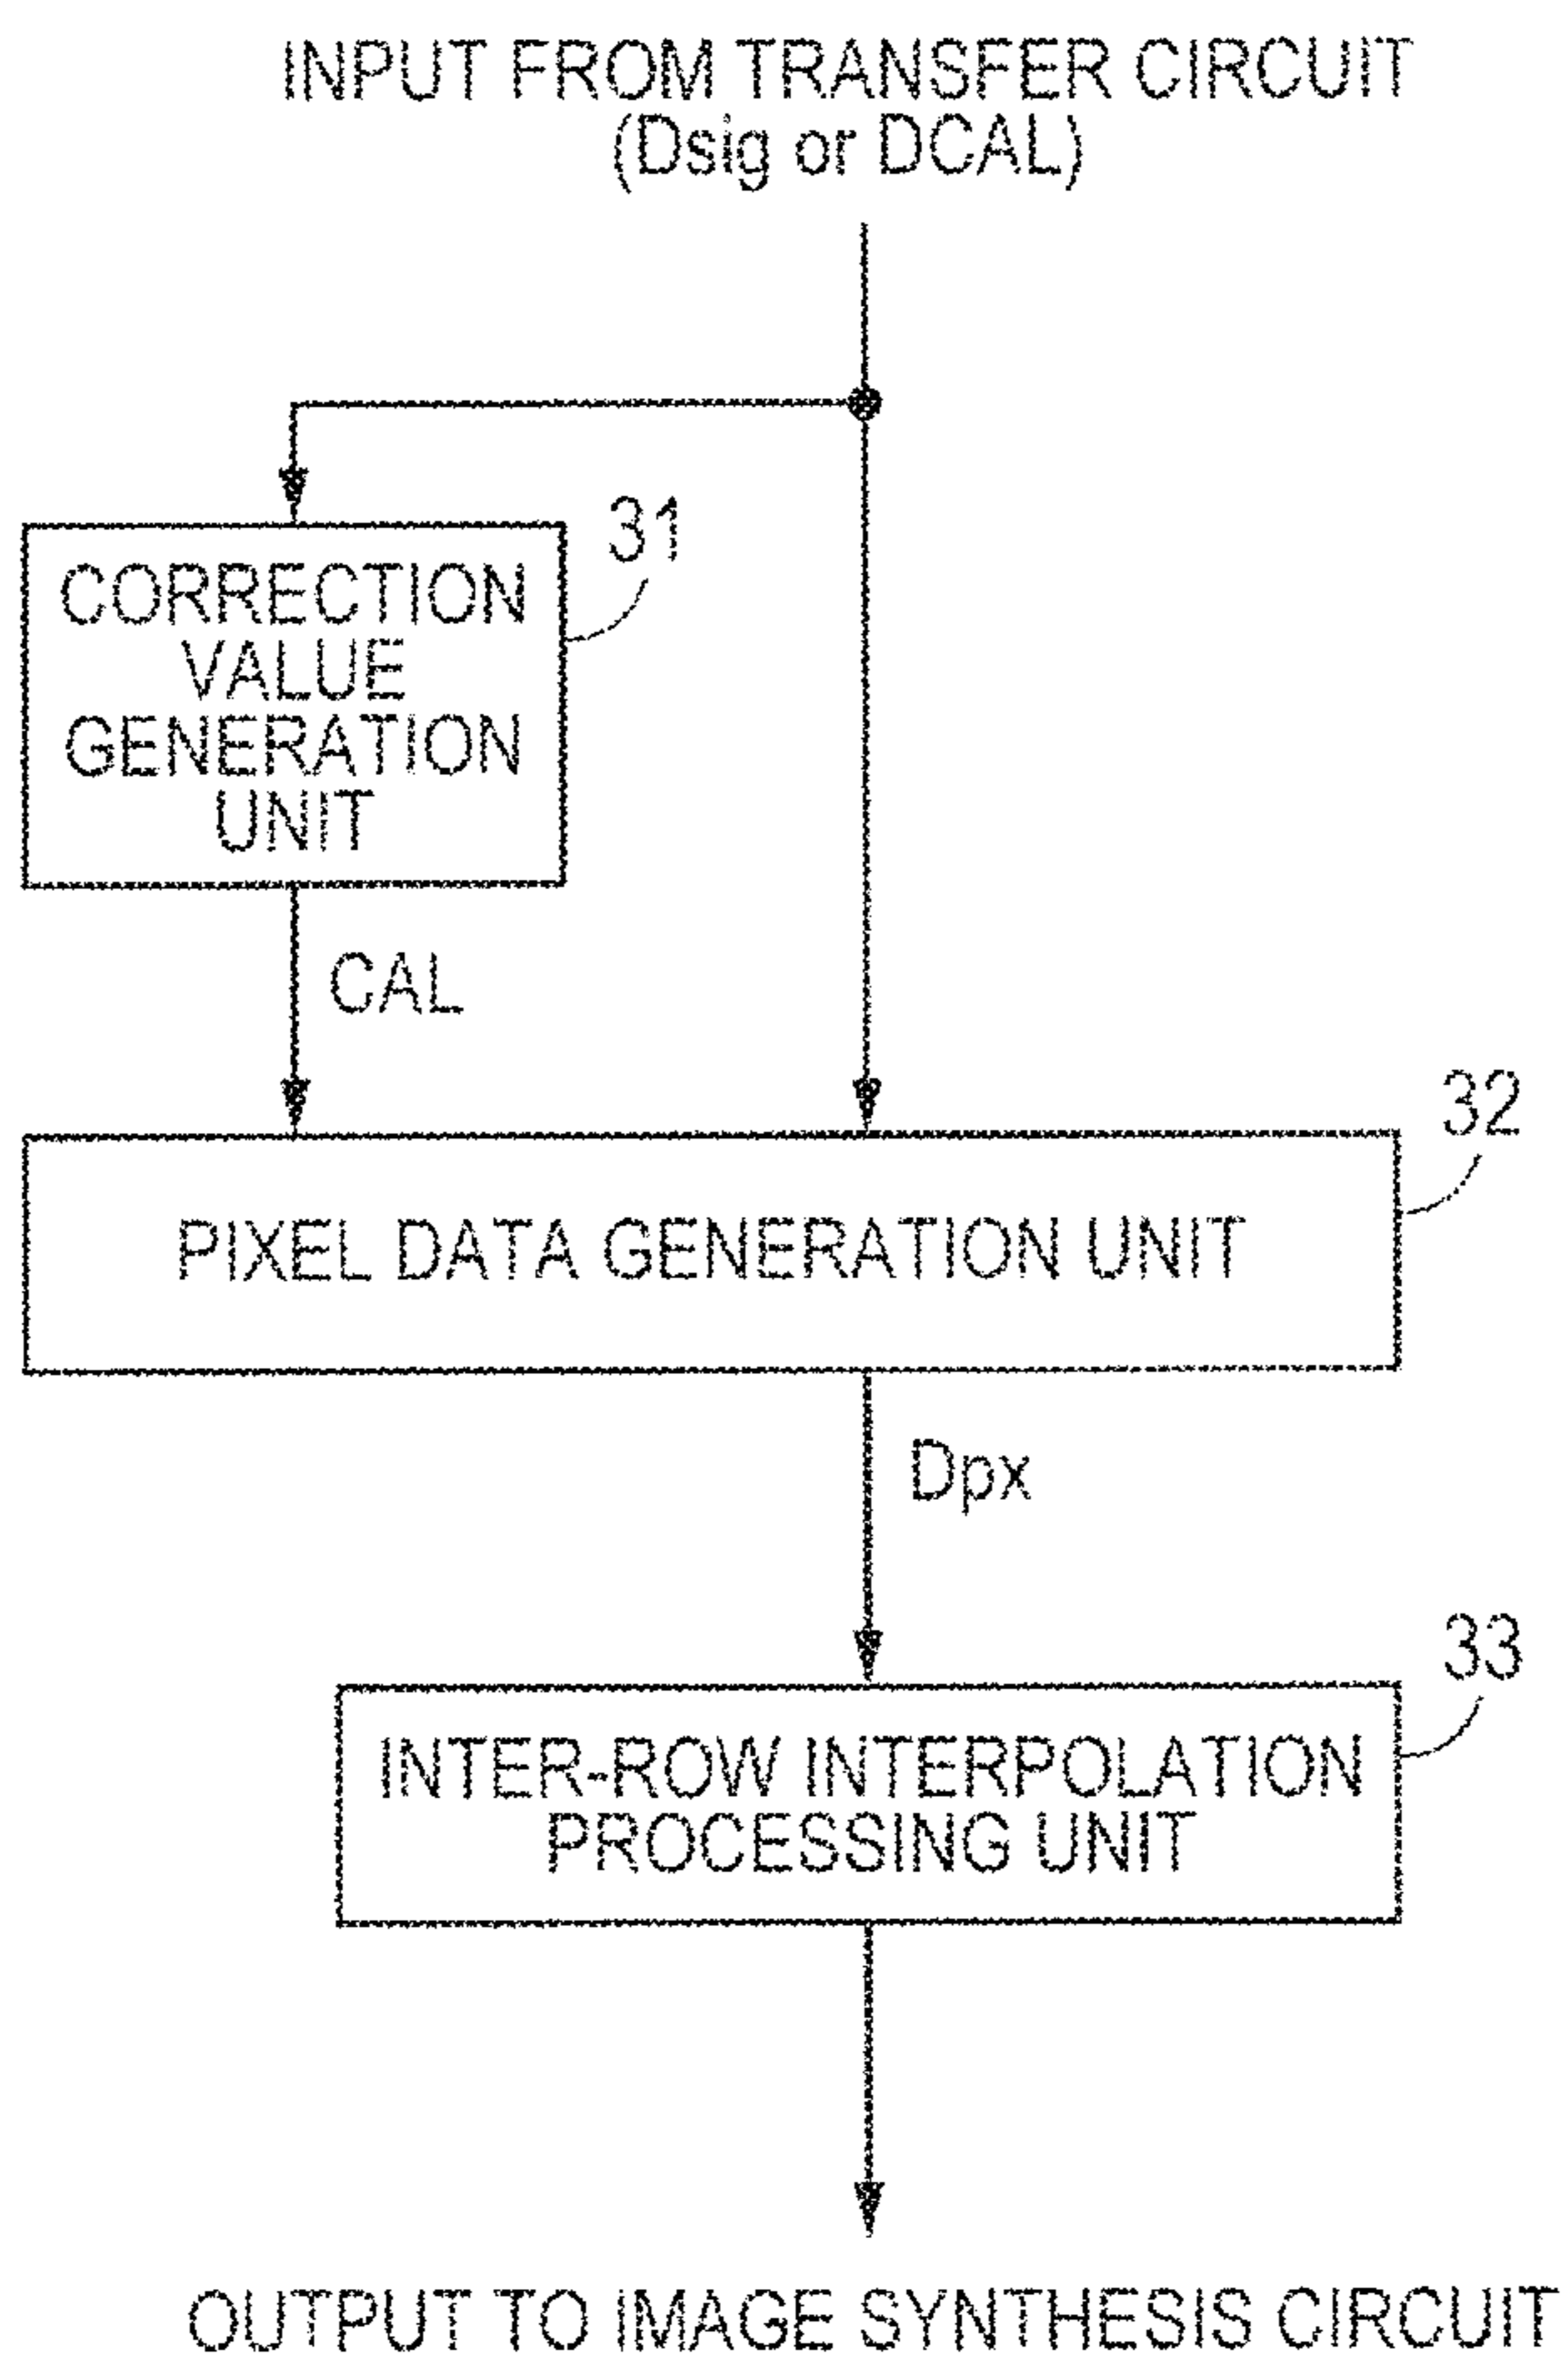 INPUT FROM TRANSFER CIRCUIT
(Dsig or DCAL)
31
CORRECTION
VALUE
GENERATION
UNIT
CAL
32
PIXEL DATA GENERATION UNIT
Dpx
33
INTER-ROW INTERPOLATION
PROCESSING UNIT
OUTPUT TO IMAGE SYNTHESIS CIRCUIT